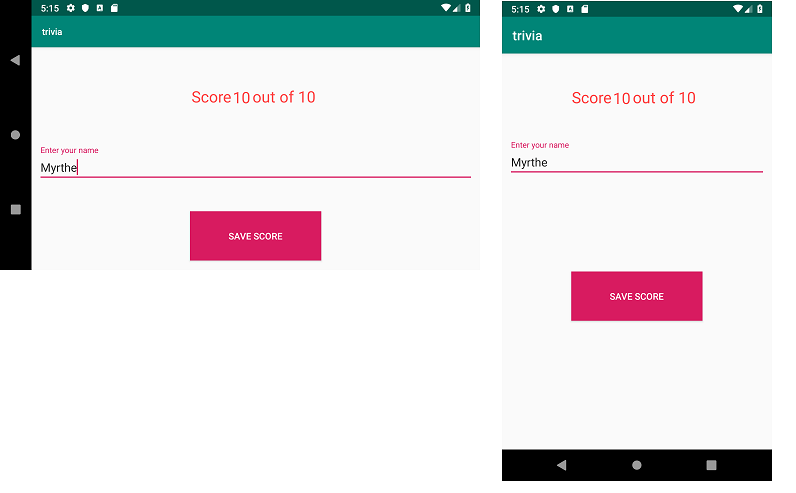 5:15
trivia
Score 10 out of 10
Enter your name
Myrthe
SAVE SCORE
5:15
trivia
Score 10 out of 10
Enter your name
Myrthe
SAVE SCORE